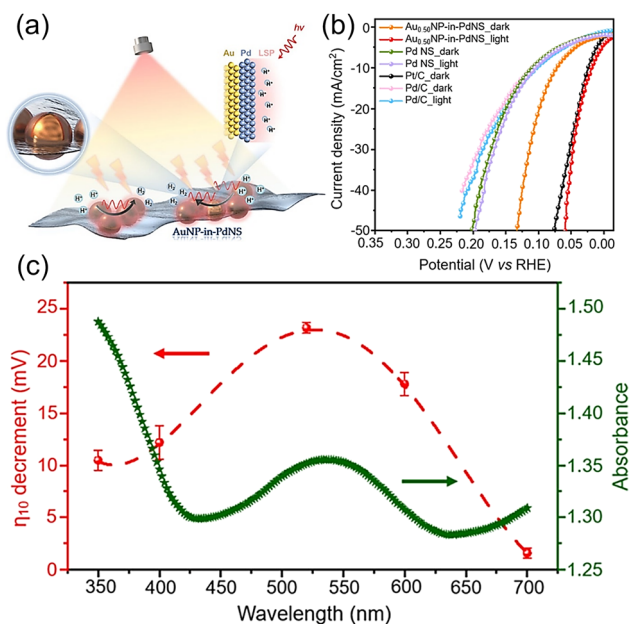 (a)
Au Pd LSP
hν
H⁺
H⁺
H⁺
H⁺
H⁺
H⁺ H⁺ H₂
H₂ H⁺ H₂ H⁺
H⁺ H⁺
AuNP-in-PdNS
(b)
Current density (mA/cm²)
0
-10
-20
-30
-40
-50
Au₀.₅₀NP-in-PdNS_dark
Au₀.₅₀NP-in-PdNS_light
Pd NS_dark
Pd NS_light
Pt/C_dark
Pd/C_dark
Pd/C_light
0.35 0.30 0.25 0.20 0.15 0.10 0.05 0.00
Potential (V vs RHE)
(c)
η₁₀ decrement (mV)
25
20
15
10
5
0
1.50
1.45
1.40
1.35
1.30
1.25
Absorbance
350 400 450 500 550 600 650 700
Wavelength (nm)